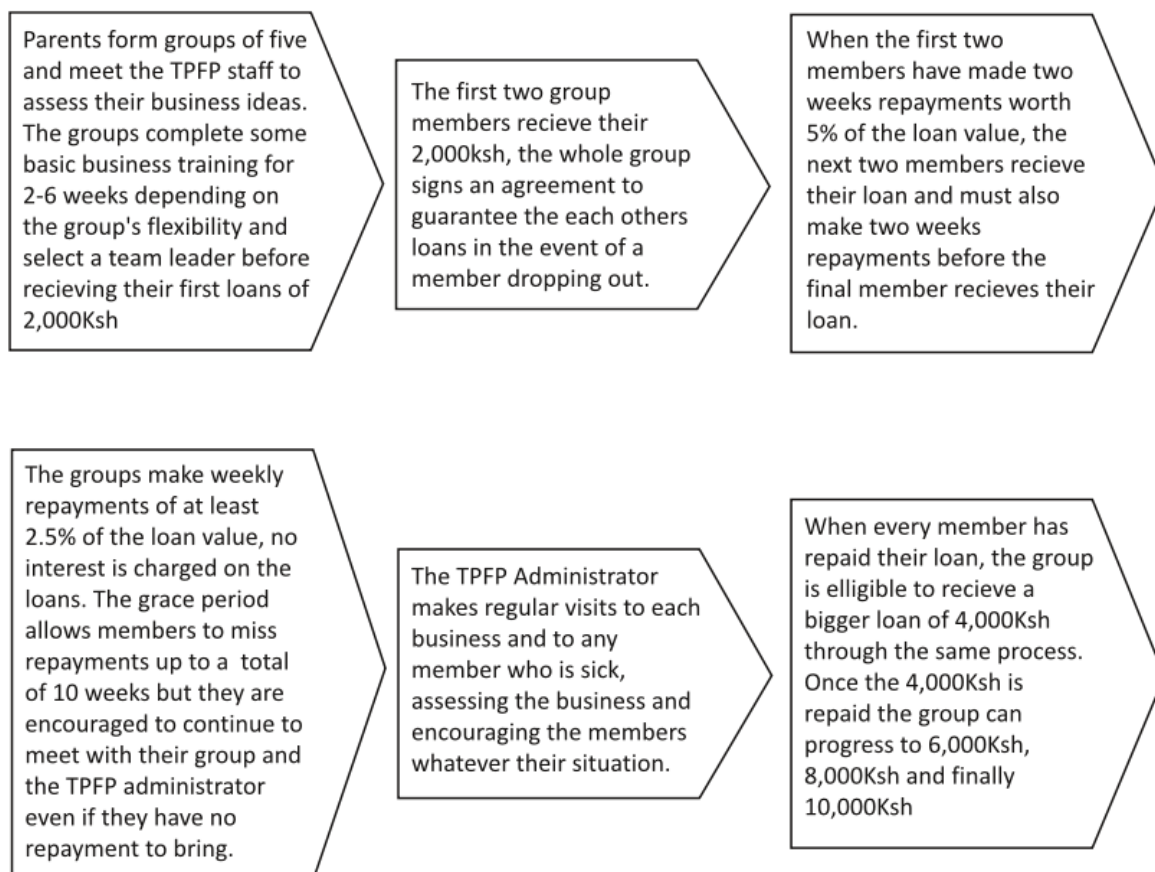 Parents form groups of five
and meet the TPFP staff to
assess their business ideas.
The groups complete some
basic business training for
2-6 weeks depending on
the group's flexibility and
select a team leader before
recieving their first loans of
2,000Ksh
The first two group
members recieve their
2,000ksh, the whole group
signs an agreement to
guarantee the each others
loans in the event of a
member dropping out.
When the first two
members have made two
weeks repayments worth
5% of the loan value, the
next two members recieve
their loan and must also
make two weeks
repayments before the
final member recieves their
loan.
The groups make weekly
repayments of at least
2.5% of the loan value, no
interest is charged on the
loans. The grace period
allows members to miss
repayments up to a total
of 10 weeks but they are
encouraged to continue to
meet with their group and
the TPFP administrator
even if they have no
repayment to bring.
The TPFP Administrator
makes regular visits to each
business and to any
member who is sick,
assessing the business and
encouraging the members
whatever their situation.
When every member has
repaid their loan, the group
is elligible to recieve a
bigger loan of 4,000Ksh
through the same process.
Once the 4,000Ksh is
repaid the group can
progress to 6,000Ksh,
8,000Ksh and finally
10,000Ksh